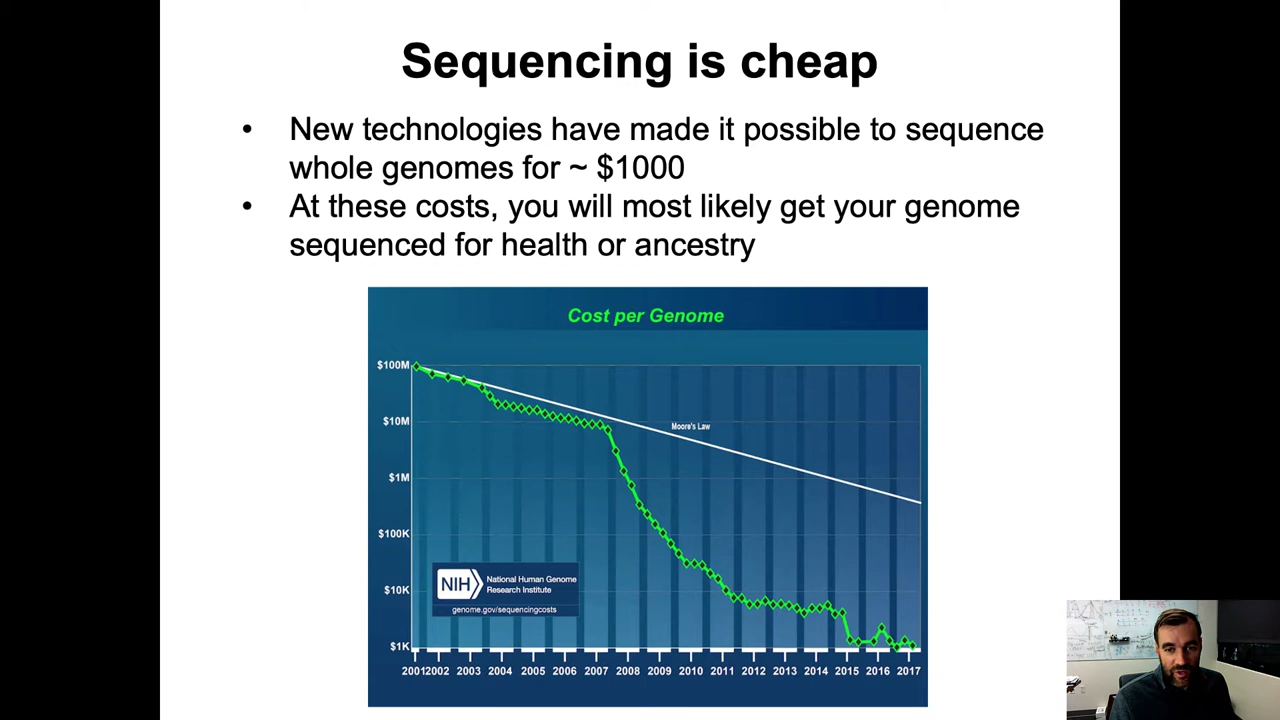 Sequencing is cheap
• New technologies have made it possible to sequence
whole genomes for ~ $1000
• At these costs, you will most likely get your genome
sequenced for health or ancestry
Cost per Genome
$100M
$10M
$1M
$100K
$10K
$1K
Moore's Law
NIH
National Human Genome
Research Institute
genome.gov/sequencingcosts
2001 2002 2003 2004 2005 2006 2007 2008 2009 2010 2011 2012 2013 2014 2015 2016 2017